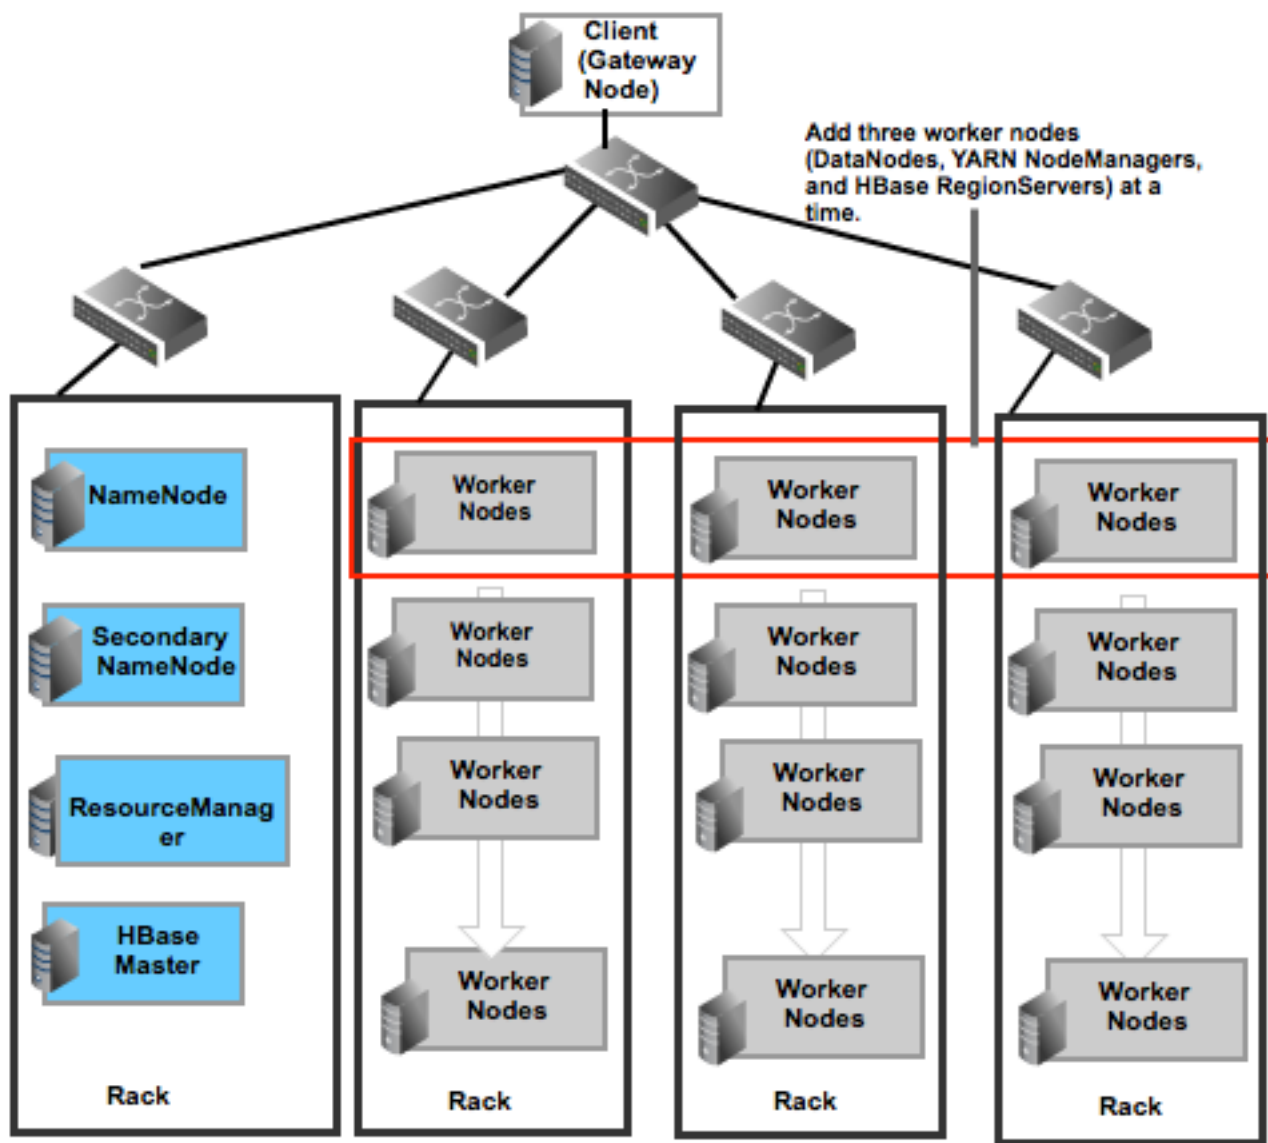 Client
(Gateway
Node)
Add three worker nodes
(DataNodes, YARN NodeManagers,
and HBase RegionServers) at a
time.
NameNode
Secondary
NameNode
ResourceManag
er
HBase
Master
Rack
Worker
Nodes
Worker
Nodes
Worker
Nodes
Worker
Nodes
Rack
Worker
Nodes
Worker
Nodes
Worker
Nodes
Worker
Nodes
Rack
Worker
Nodes
Worker
Nodes
Worker
Nodes
Worker
Nodes
Rack